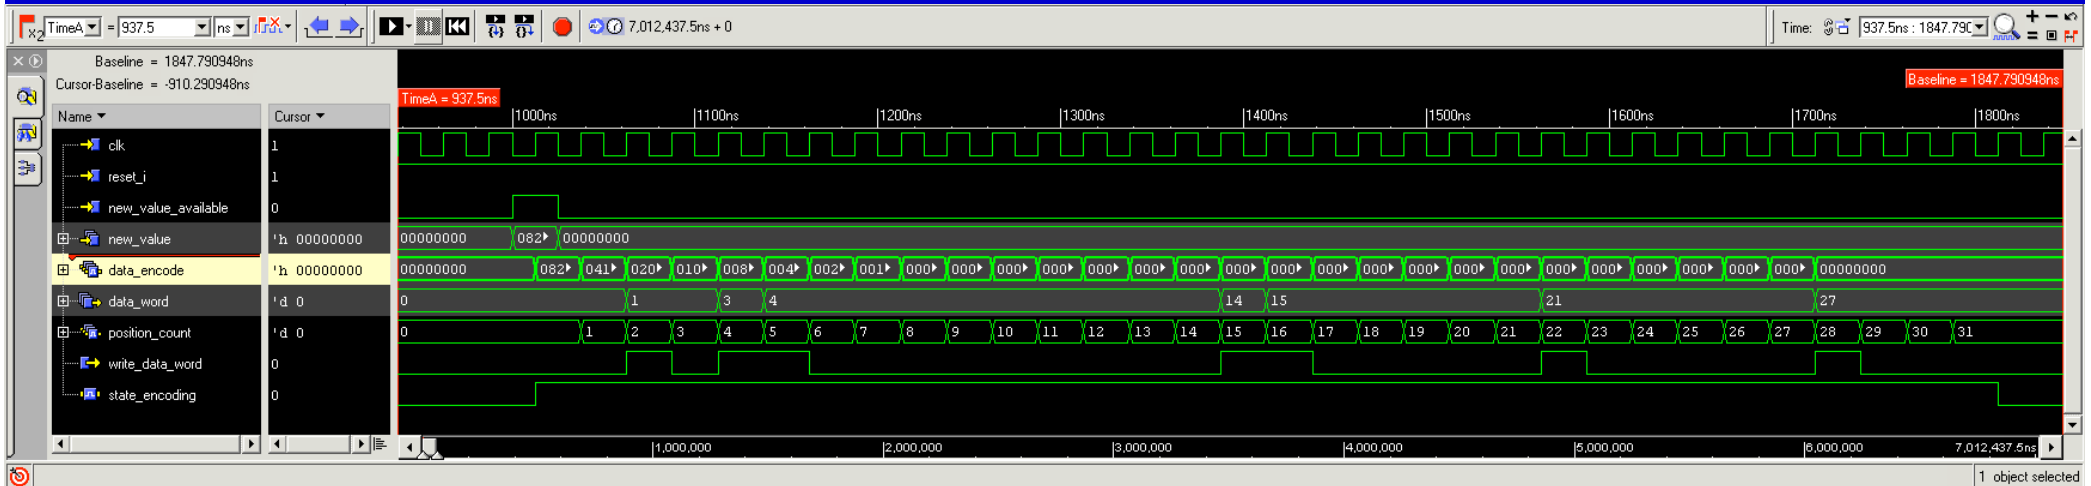 TimeA = 937.5 ns 7,012,437.5ns + 0 Time: 937.5ns : 1847.790
Baseline = 1847.790948ns
Cursor-Baseline = -910.290948ns
Baseline = 1847.790948ns
TimeA = 937.5ns
Name Cursor 1000ns 1100ns 1200ns 1300ns 1400ns 1500ns 1600ns 1700ns 1800ns
clk 1
reset_i 1
new_value_available 0
new_value 'h 00000000 00000000 082 00000000
data_encode 'h 00000000 00000000 082 041 020 010 008 004 002 001 000 000 000 000 000 000 000 000 000 000 000 000 000 000 000 000 000 000 000 000 00000000
data_word 'd 0 0 1 3 4 14 15 21 27
position_count 'd 0 0 1 2 3 4 5 6 7 8 9 10 11 12 13 14 15 16 17 18 19 20 21 22 23 24 25 26 27 28 29 30 31
write_data_word 0
state_encoding 0
1,000,000 2,000,000 3,000,000 4,000,000 5,000,000 6,000,000 7,012,437.5ns
1 object selected